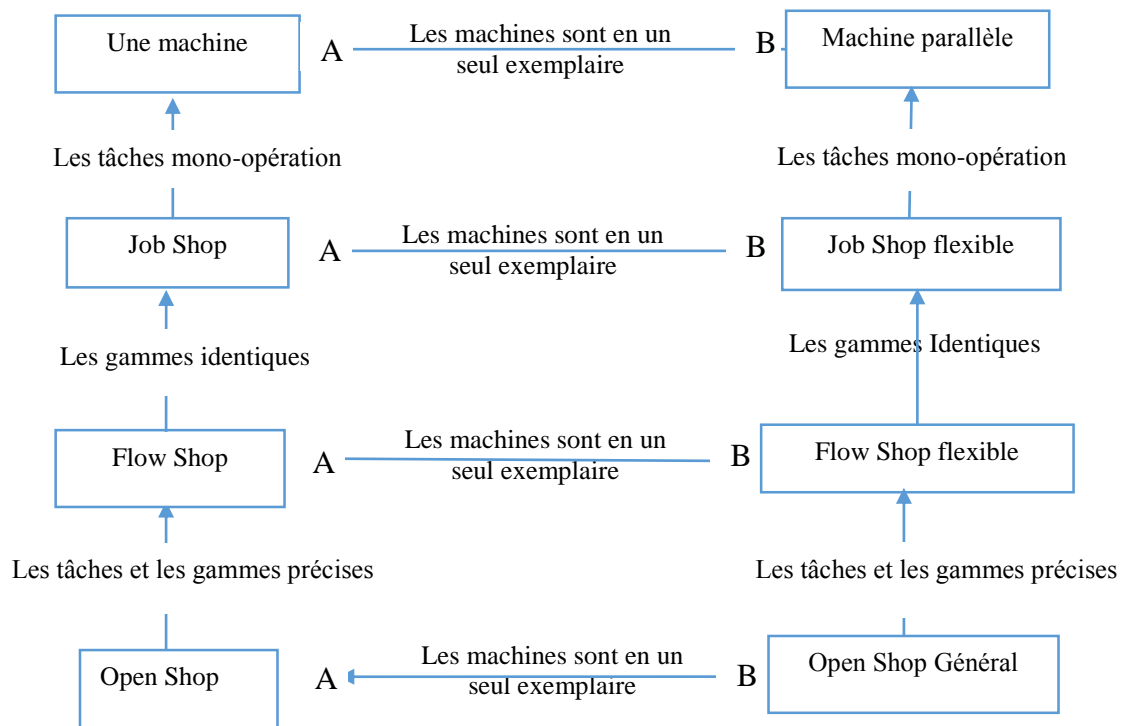 Une machine
A
Les machines sont en un
seul exemplaire
B
Machine parallèle
Les tâches mono-opération
Les tâches mono-opération
Job Shop
A
Les machines sont en un
seul exemplaire
B
Job Shop flexible
Les gammes identiques
Les gammes Identiques
Flow Shop
A
Les machines sont en un
seul exemplaire
B
Flow Shop flexible
Les tâches et les gammes précises
Les tâches et les gammes précises
Open Shop
A
Les machines sont en un
seul exemplaire
B
Open Shop Général